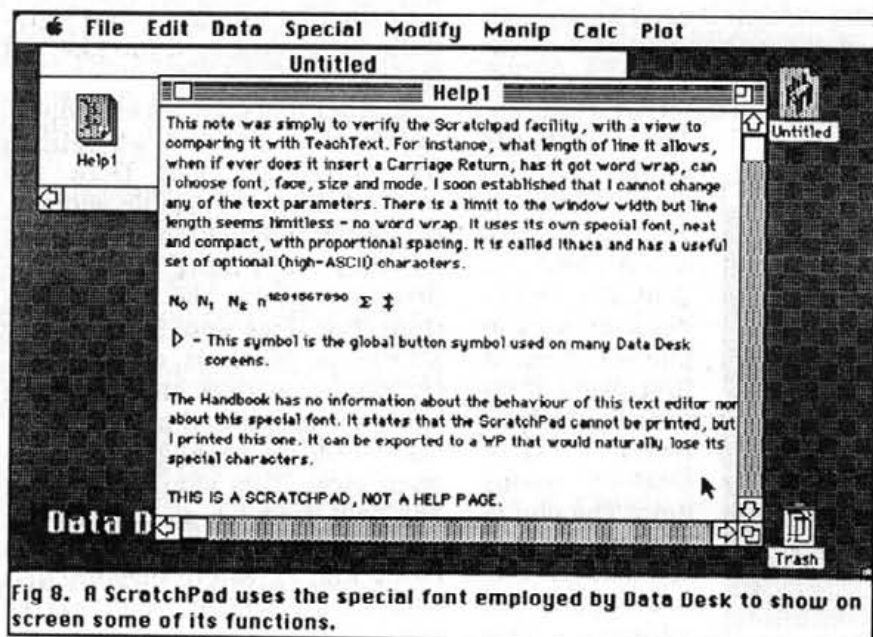 File Edit Data Special Modify Manip Calc Plot
Untitled
Help1
Untitled
Help1
This note was simply to verify the Scratchpad facility, with a view to
comparing it with TeachText. For instance, what length of line it allows,
when if ever does it insert a Carriage Return, has it got word wrap, can
I choose font, face, size and mode. I soon established that I cannot change
any of the text parameters. There is a limit to the window width but line
length seems limitless - no word wrap. It uses its own special font, neat
and compact, with proportional spacing. It is called Ithaca and has a useful
set of optional (high-ASCII) characters.
N₀ N₁ N₂ Σ ‡
▷ - This symbol is the global button symbol used on many Data Desk
screens.
The Handbook has no information about the behaviour of this text editor nor
about this special font. It states that the ScratchPad cannot be printed, but
I printed this one. It can be exported to a WP that would naturally lose its
special characters.
THIS IS A SCRATCHPAD, NOT A HELP PAGE.
Data D
Trash
Fig 8. A ScratchPad uses the special font employed by Data Desk to show on
screen some of its functions.